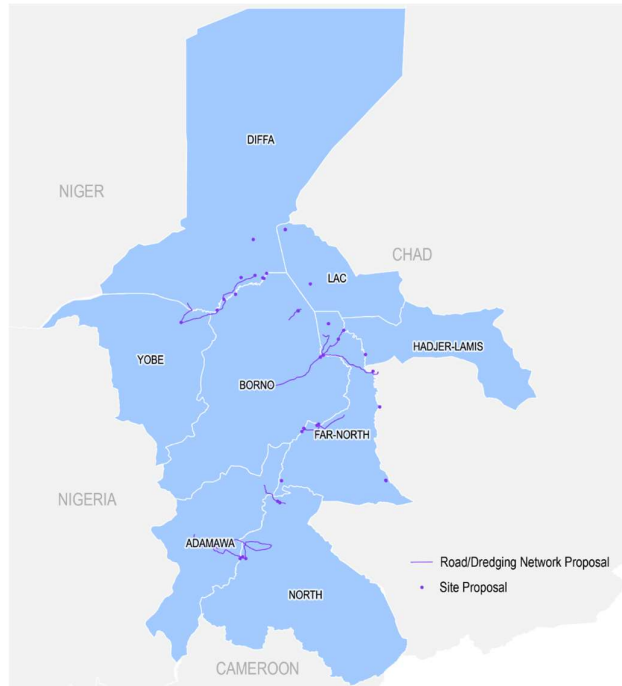 DIFFA
NIGER
CHAD
LAC
HADJER-LAMIS
YOBE
BORNO
FAR-NORTH
NIGERIA
ADAMAWA
Road/Dredging Network Proposal
Site Proposal
NORTH
CAMEROON